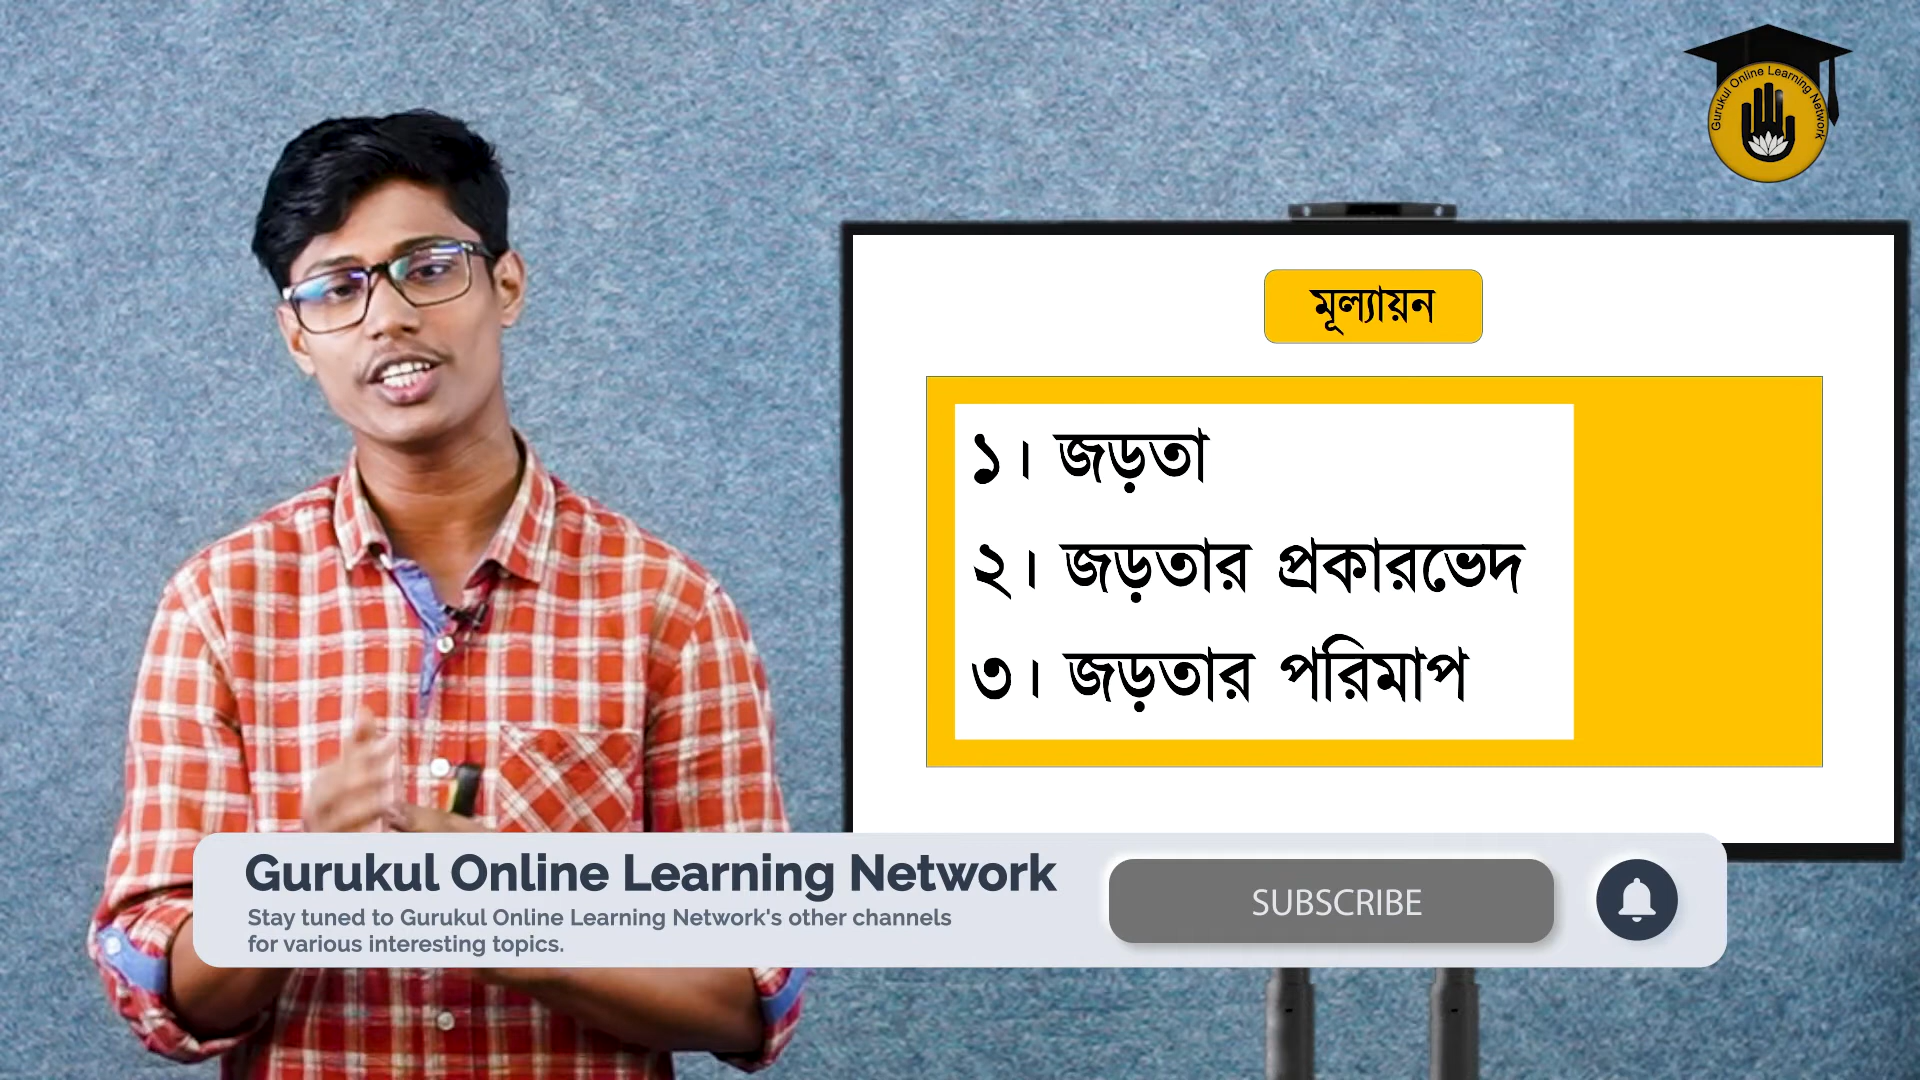 Gurukul Online Learning Network
মূল্যায়ন
১। জড়তা
২। জড়তার প্রকারভেদ
৩। জড়তার পরিমাপ
Gurukul Online Learning Network
Stay tuned to Gurukul Online Learning Network's other channels
for various interesting topics.
SUBSCRIBE